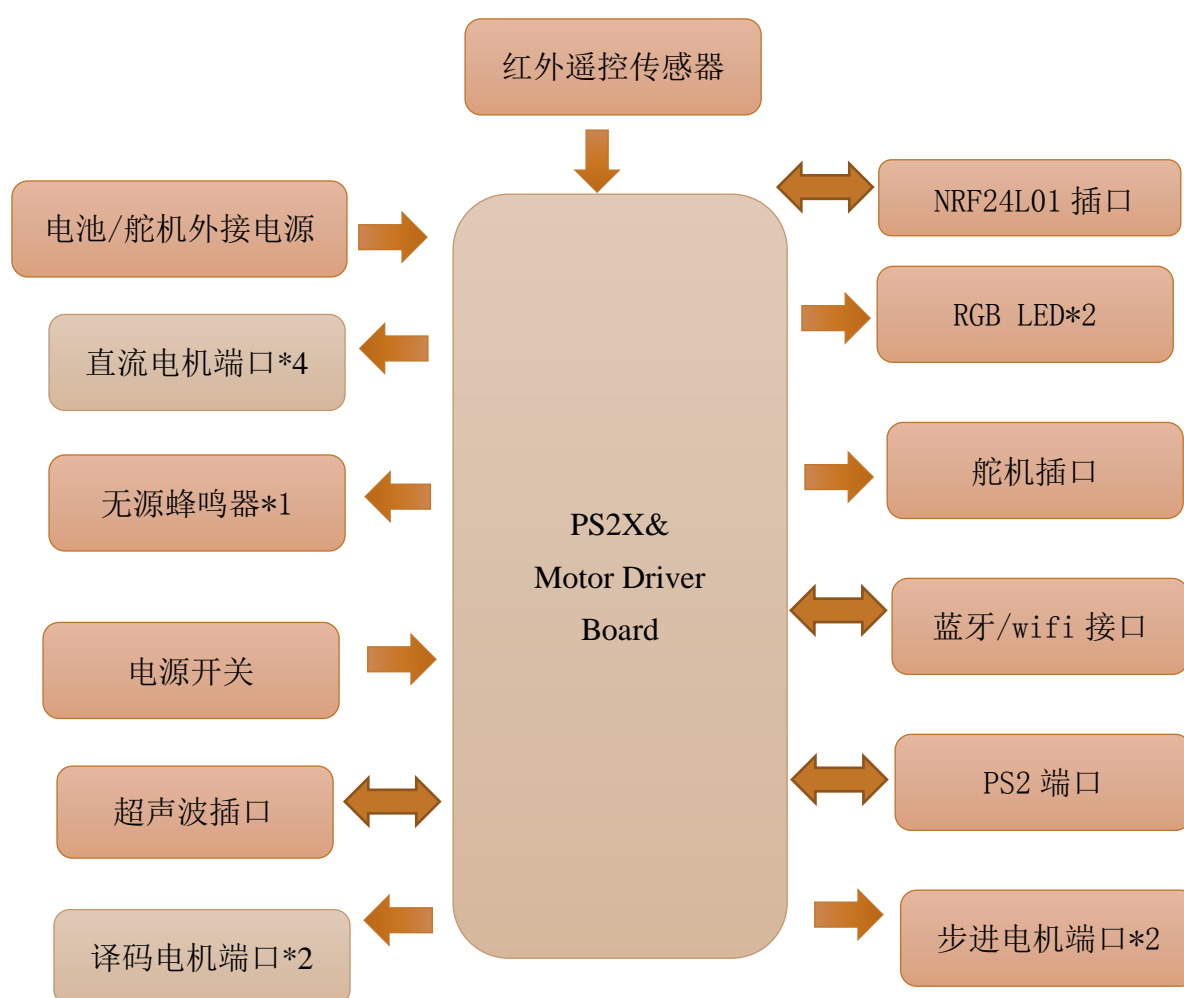 红外遥控传感器
电池/舵机外接电源
NRF24L01 插口
直流电机端口*4
RGB LED*2
无源蜂鸣器*1
舵机插口
PS2X&
Motor Driver
Board
电源开关
蓝牙/wifi 接口
超声波插口
PS2 端口
译码电机端口*2
步进电机端口*2